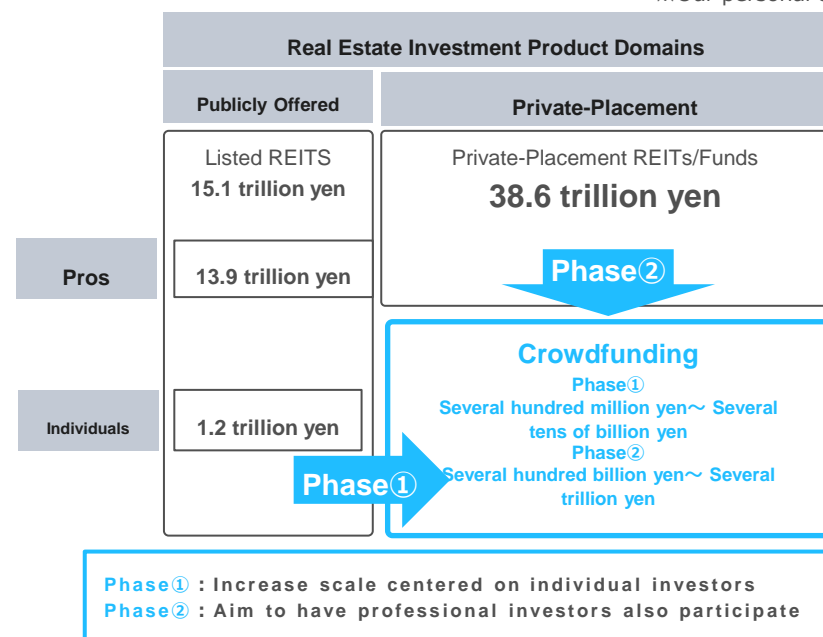 Real Estate Investment Product Domains
Publicly Offered
Private-Placement
Listed REITS
15.1 trillion yen
Private-Placement REITs/Funds
38.6 trillion yen
Pros
13.9 trillion yen
Phase②
Crowdfunding
Phase①
Several hundred million yen～ Several
tens of billion yen
Phase②
Several hundred billion yen～ Several
trillion yen
Individuals
1.2 trillion yen
Phase①
Phase①：Increase scale centered on individual investors
Phase②：Aim to have professional investors also participate